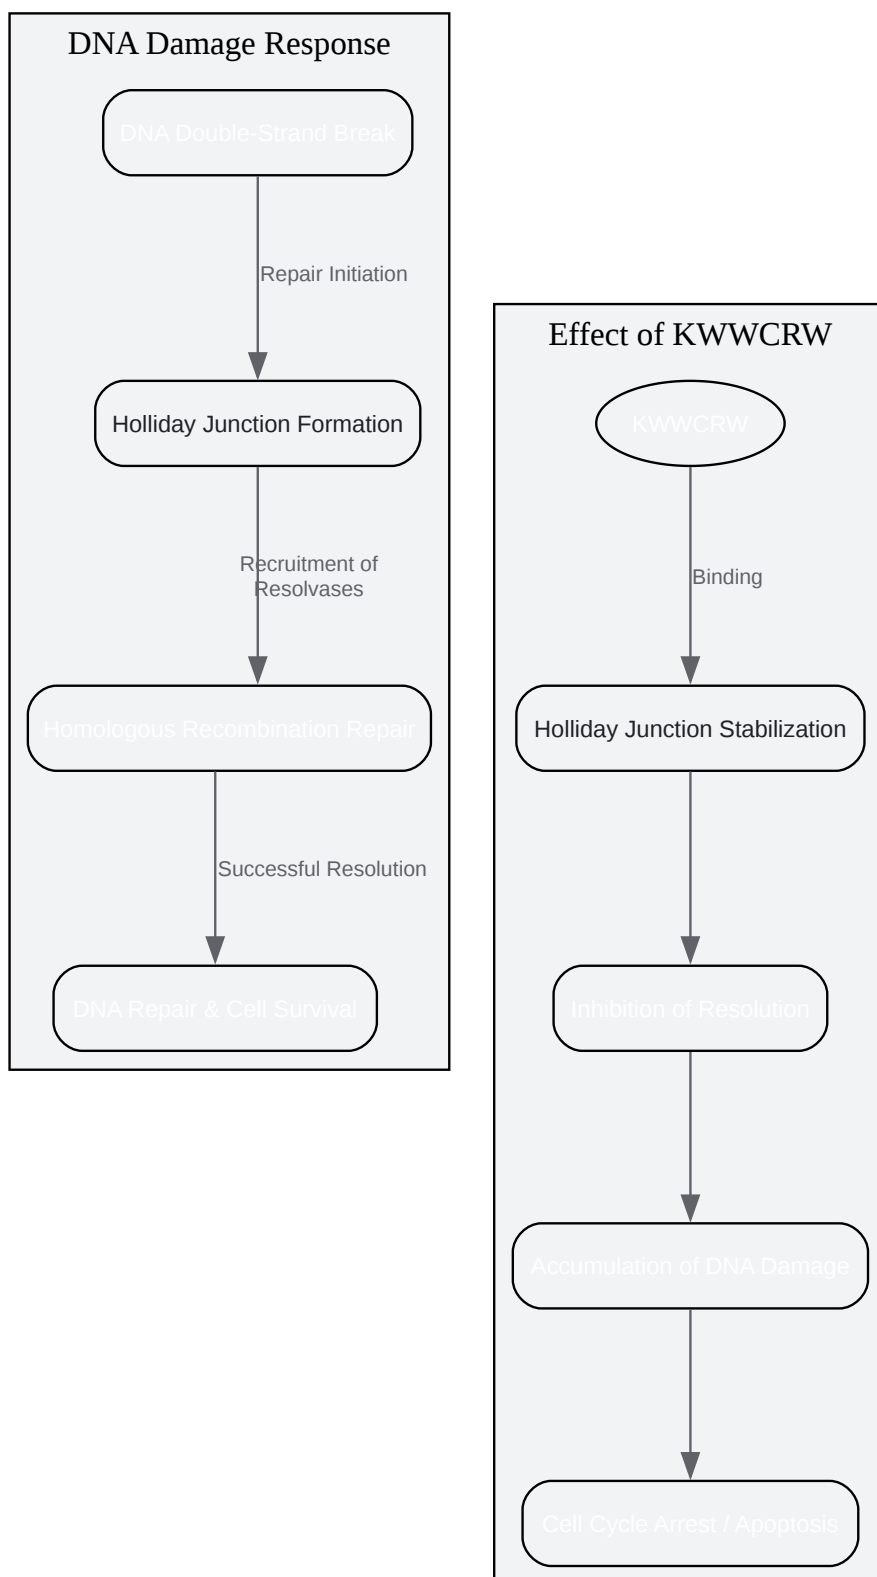 DNA Damage Response
DNA Double-Strand Break
Repair Initiation
Holliday Junction Formation
Recruitment of
Resolvases
Homologous Recombination Repair
Successful Resolution
DNA Repair & Cell Survival
Effect of KWWCRW
KWWCRW
Binding
Holliday Junction Stabilization
Inhibition of Resolution
Accumulation of DNA Damage
Cell Cycle Arrest / Apoptosis